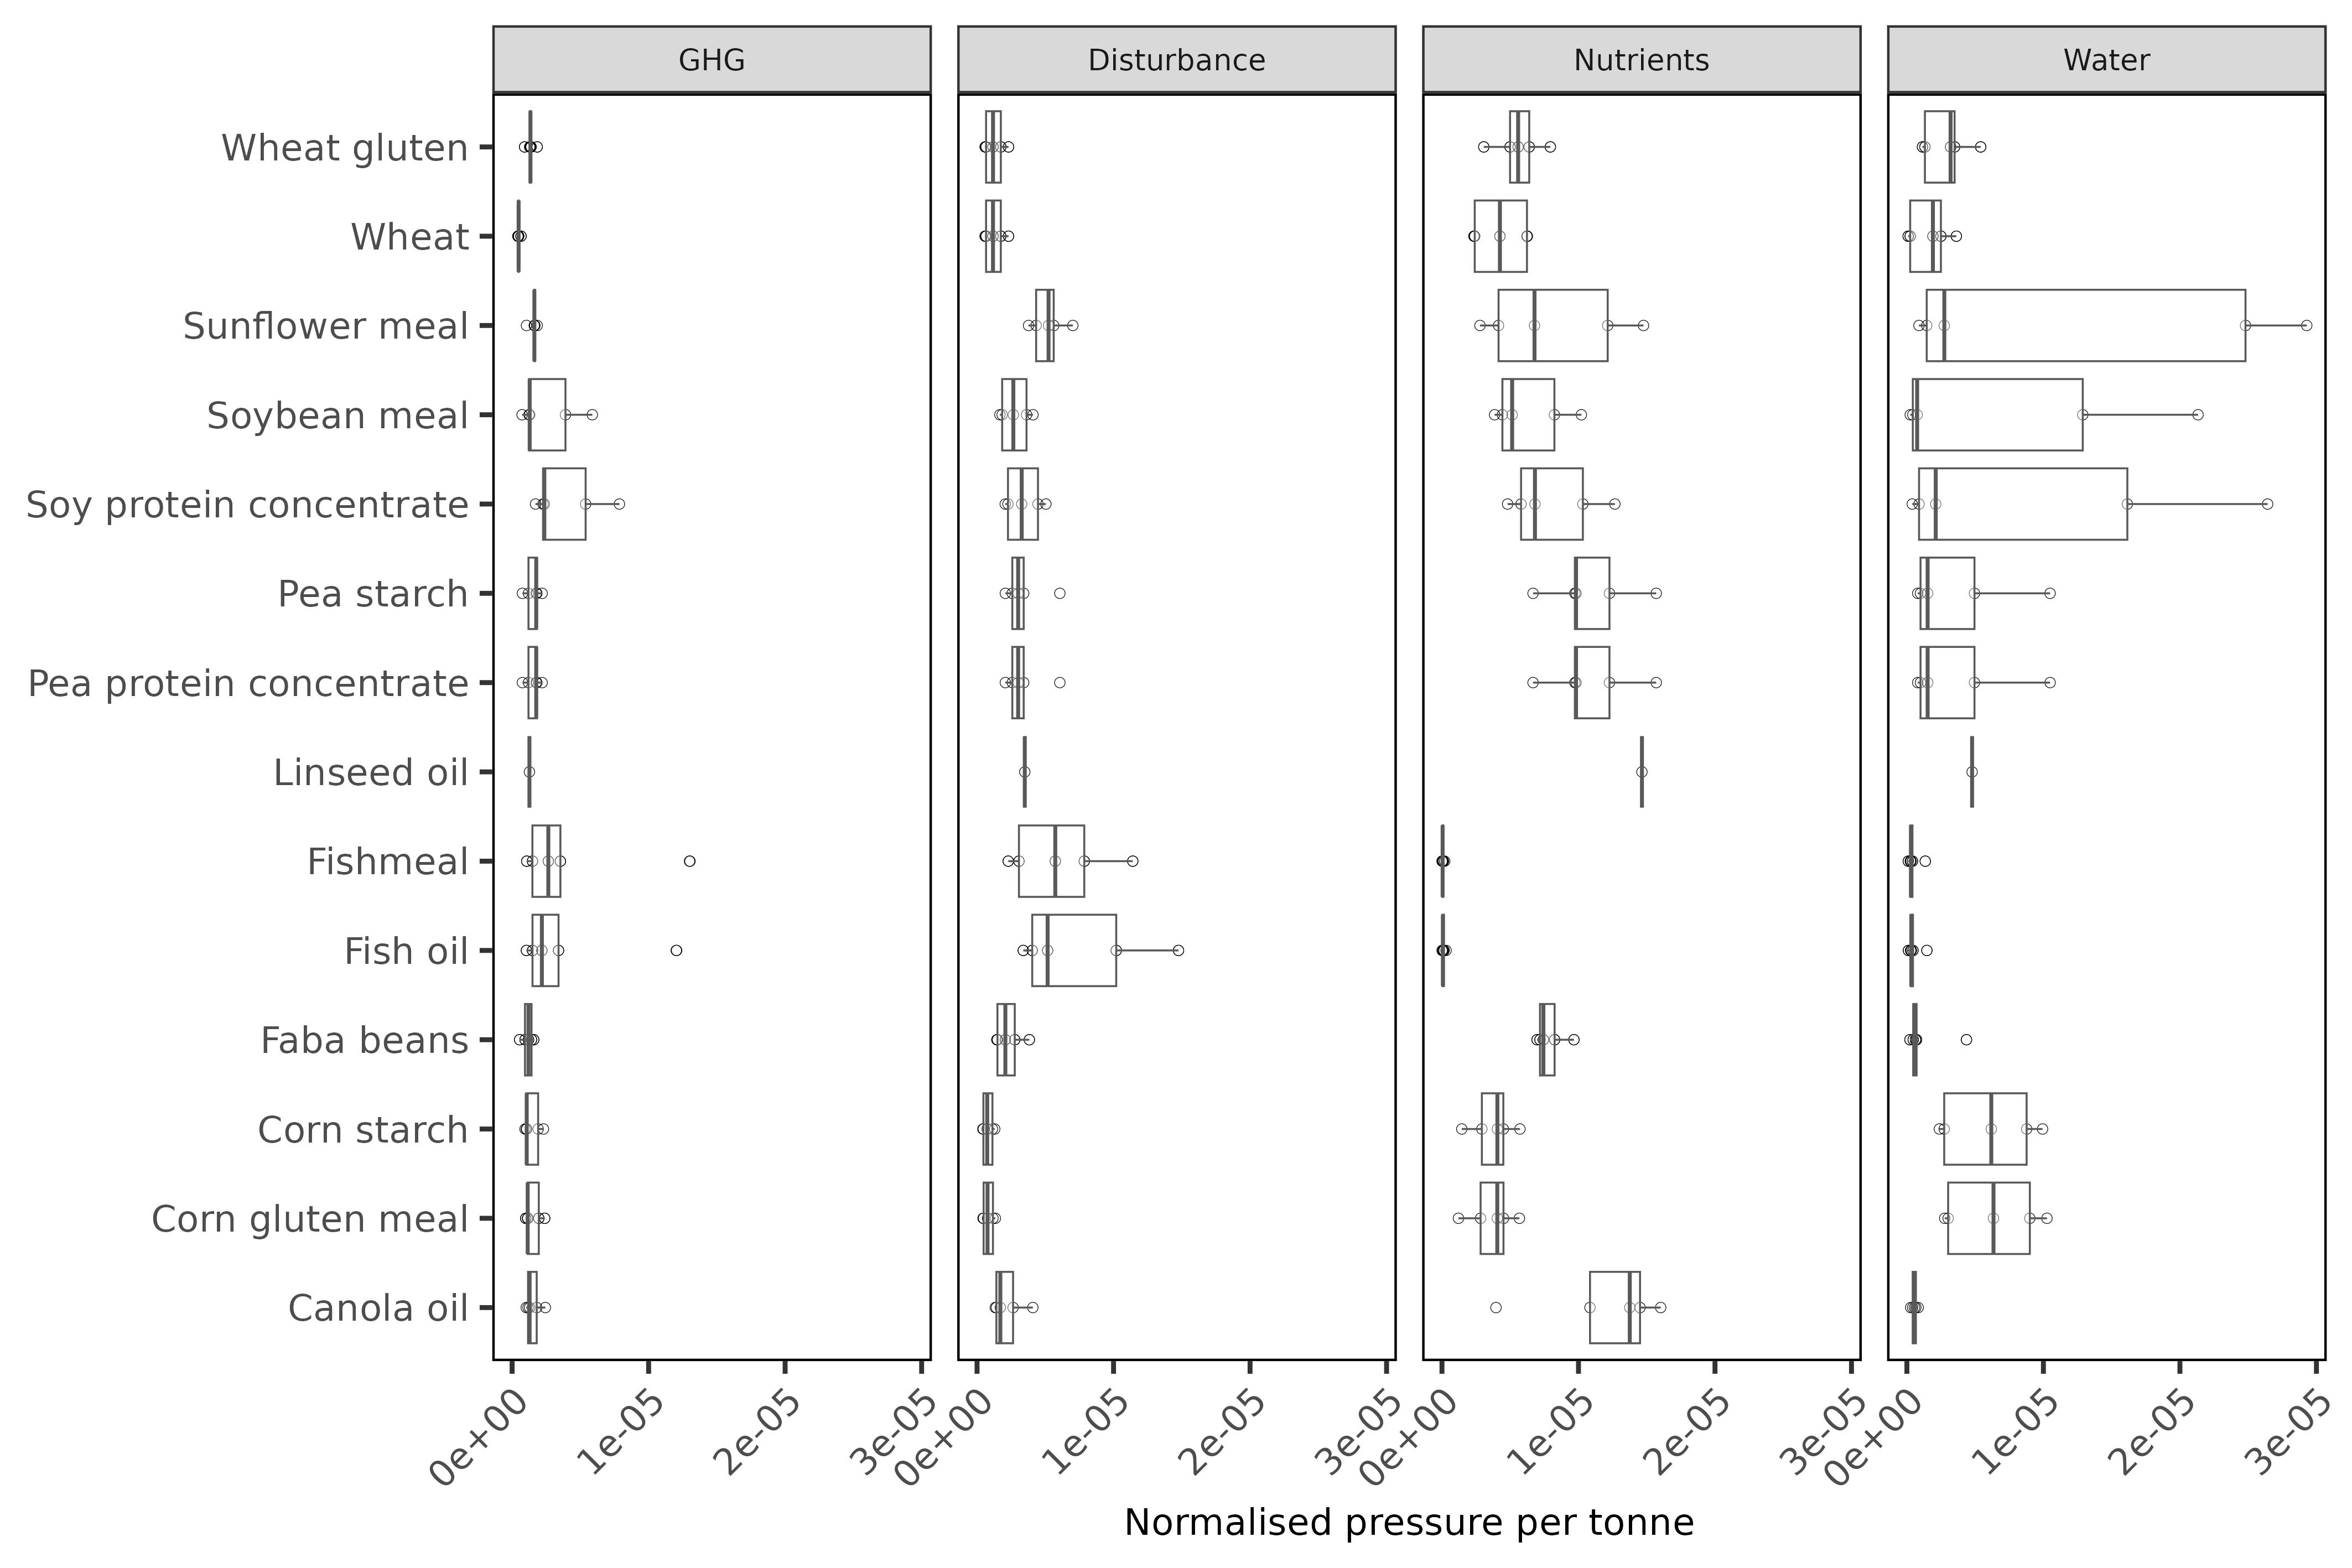 GHG Disturbance Nutrients Water
Wheat gluten
Wheat
Sunflower meal
Soybean meal
Soy protein concentrate
Pea starch
Pea protein concentrate
Linseed oil
Fishmeal
Fish oil
Faba beans
Corn starch
Corn gluten meal
Canola oil
0e+00 1e-05 2e-05 3e-05 0e+00 1e-05 2e-05 3e-05 0e+00 1e-05 2e-05 3e-05 0e+00 1e-05 2e-05 3e-05
Normalised pressure per tonne